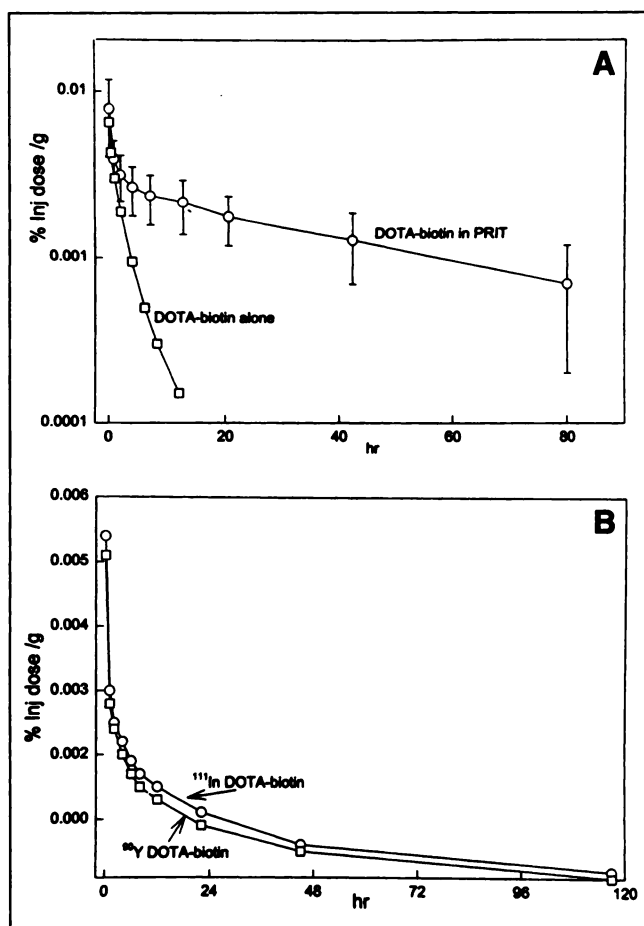 A
0.01
0.001
0.0001
% Inj dose /g
DOTA-biotin in PRIT
DOTA-biotin alone
0 20 40 60 80
hr
B
0.006
0.005
0.004
0.003
0.002
0.000
% Inj dose /g
¹¹¹In DOTA-biotin
⁹⁰Y DOTA-biotin
0 24 48 72 96 120
hr